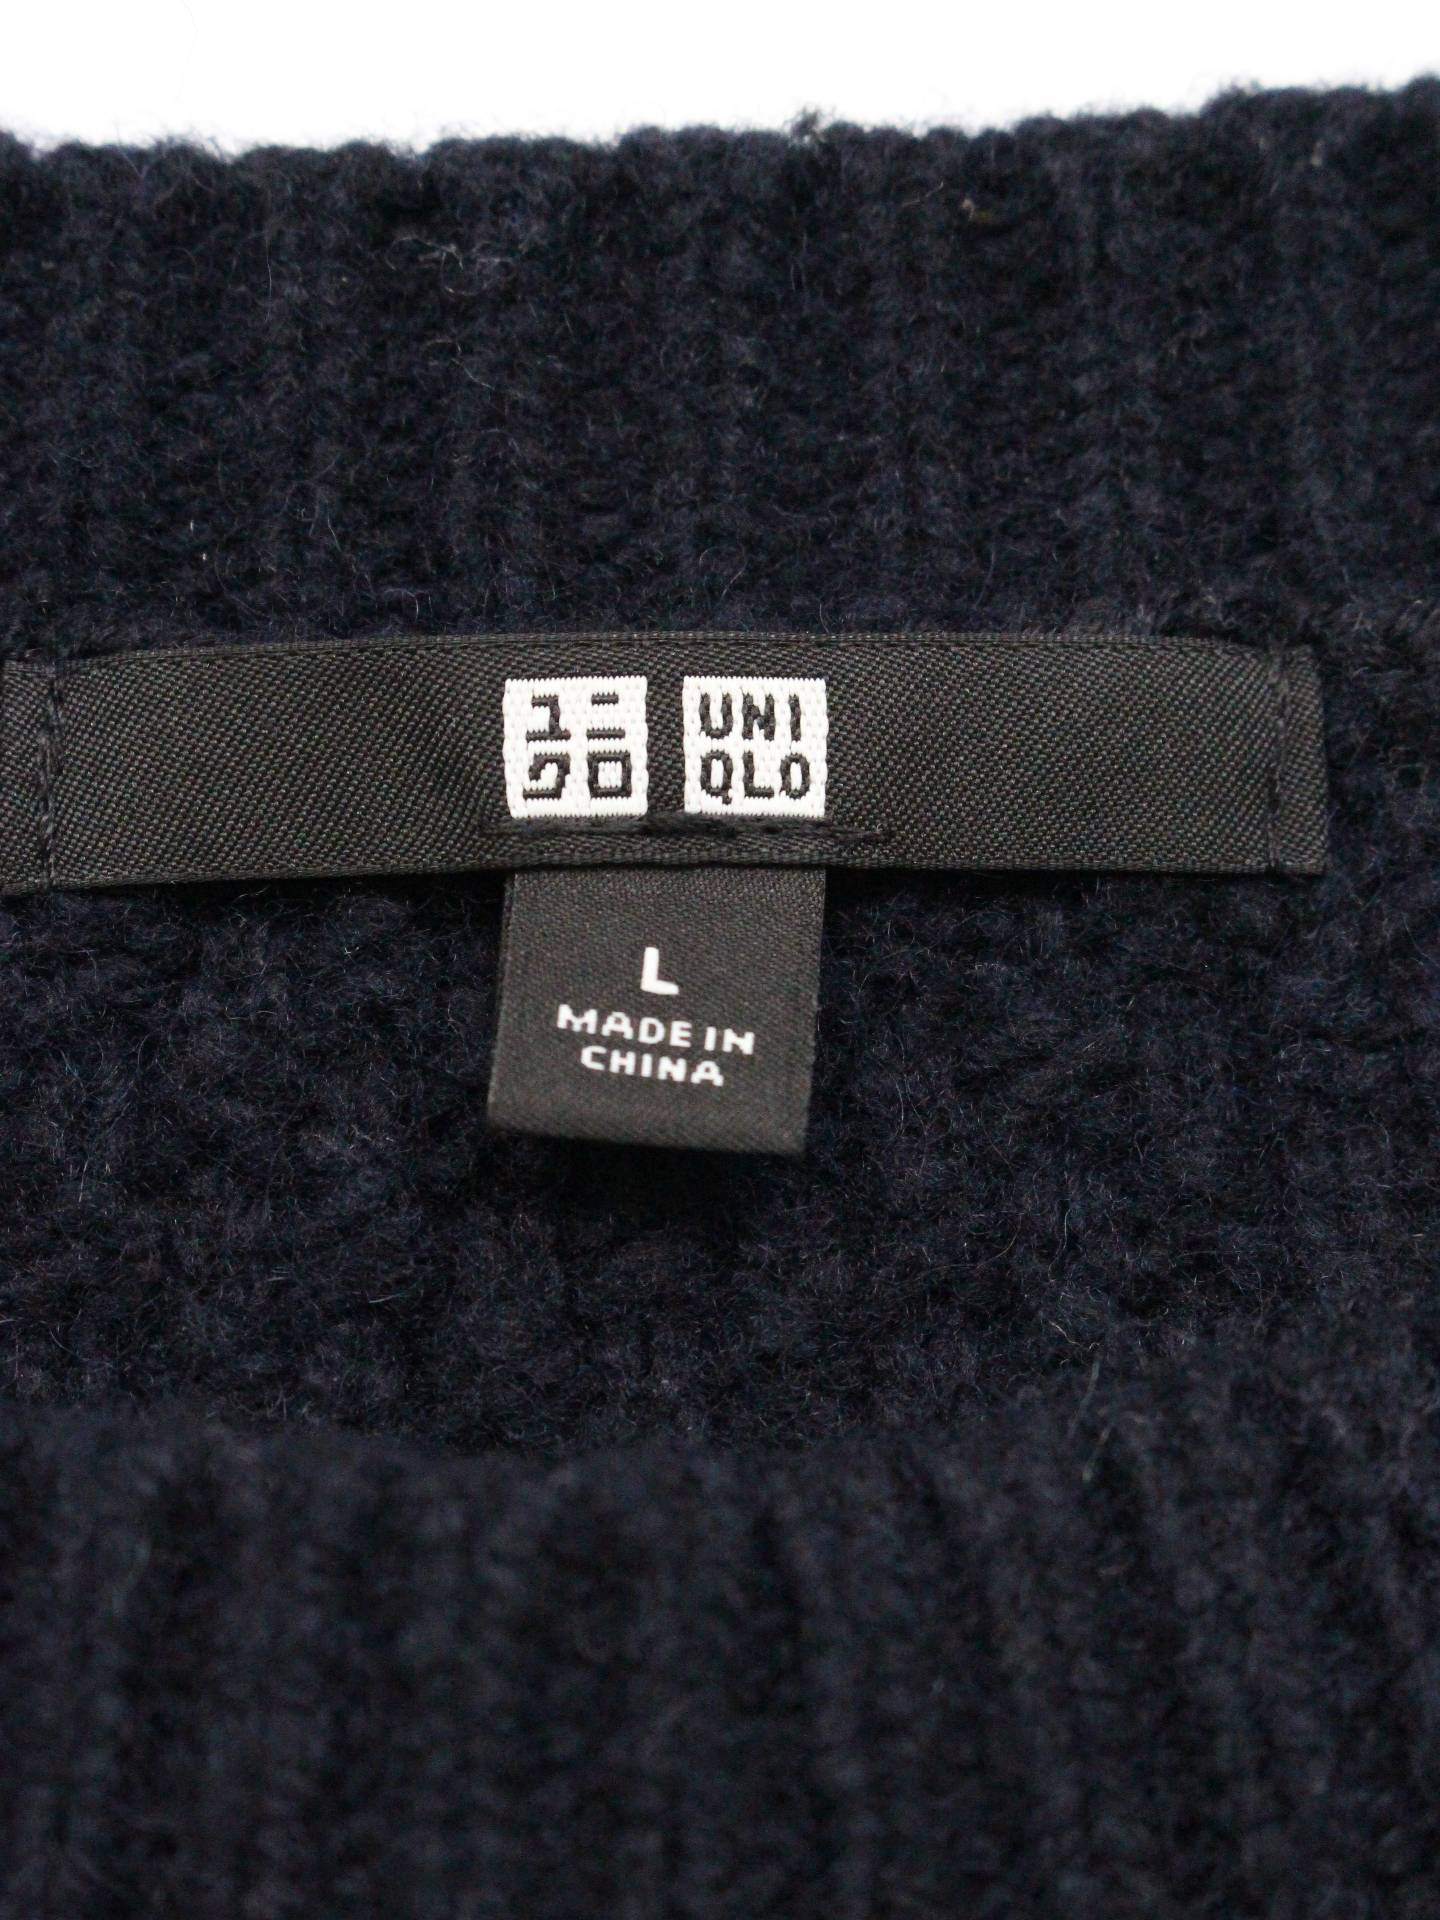 ユニ
クロ
UNI
QLO
L
MADE IN
CHINA